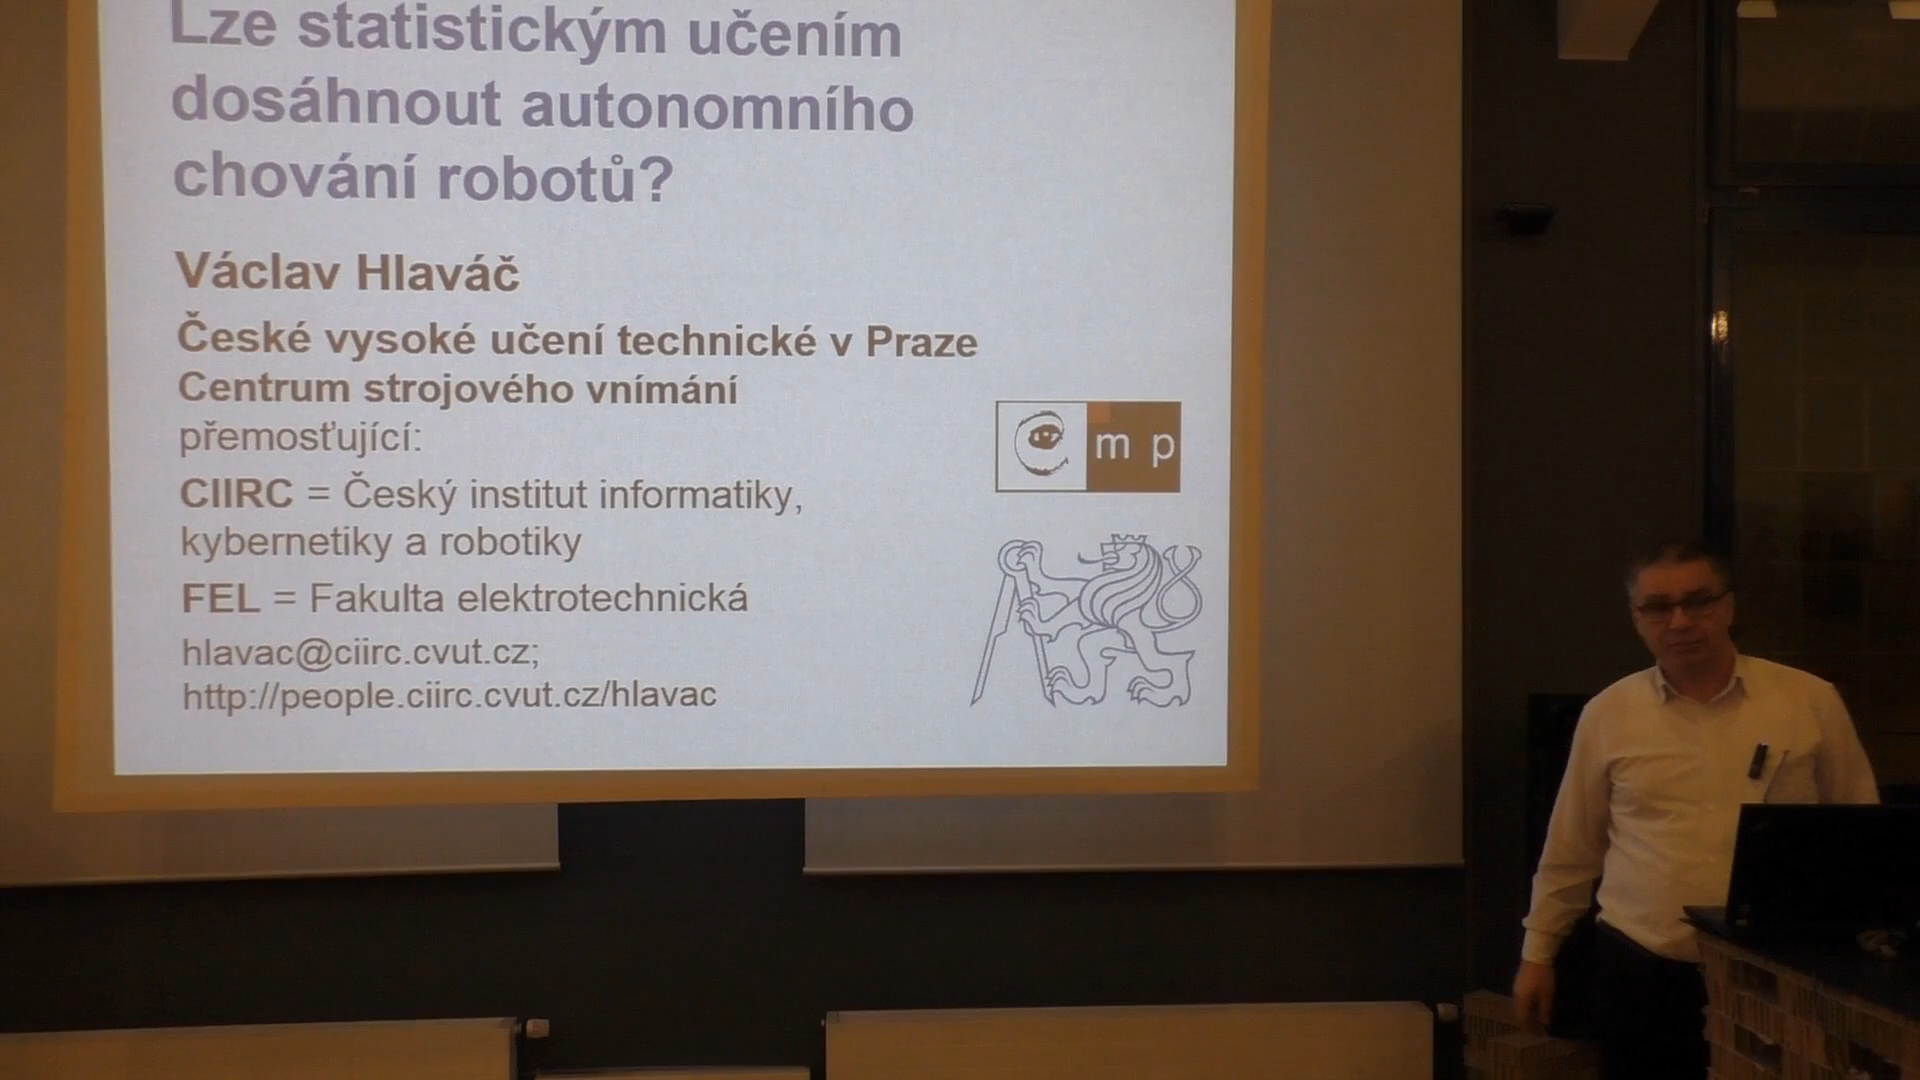 Lze statistickým učením
dosáhnout autonomního
chování robotů?
Václav Hlaváč
České vysoké učení technické v Praze
Centrum strojového vnímání
přemosťující:
CIIRC = Český institut informatiky,
kybernetiky a robotiky
FEL = Fakulta elektrotechnická
hlavac@ciirc.cvut.cz;
http://people.ciirc.cvut.cz/hlavac
c m p